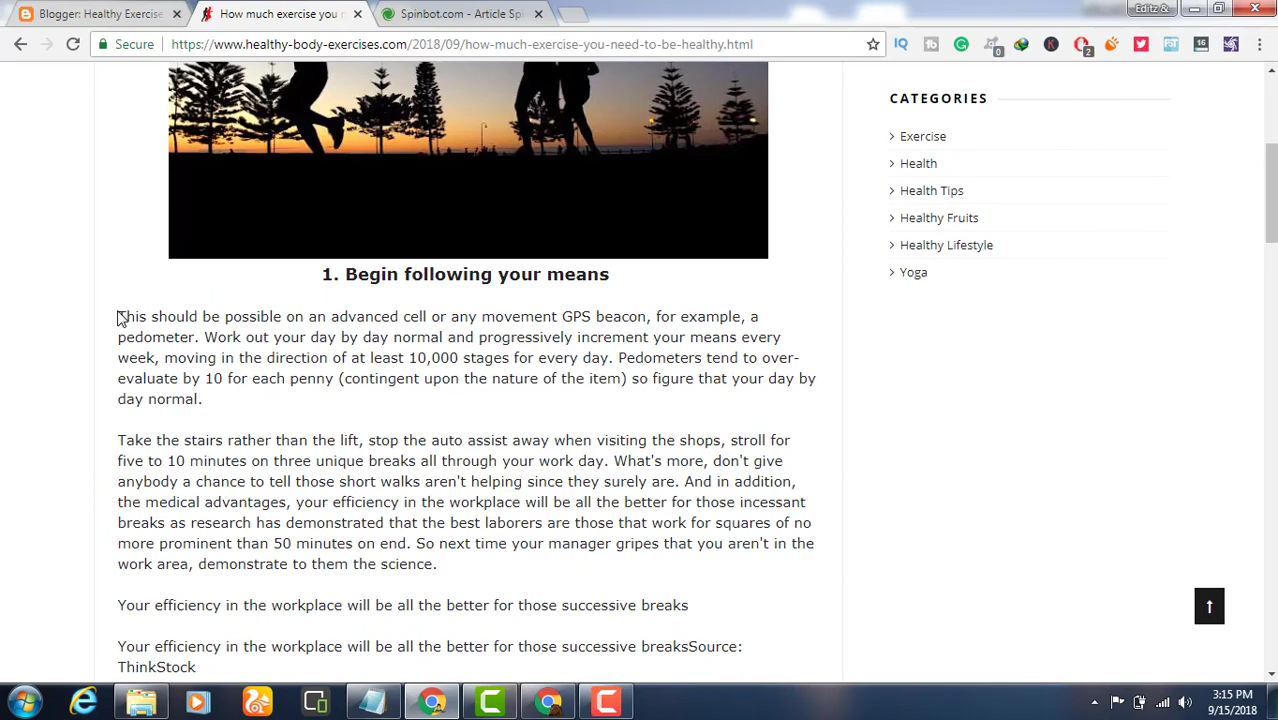 Blogger: Healthy Exercise
How much exercise you n
Spinbot.com - Article Spi
Editz &
Secure
https://www.healthy-body-exercises.com/2018/09/how-much-exercise-you-need-to-be-healthy.html
0
2
16
CATEGORIES
Exercise
Health
Health Tips
Healthy Fruits
Healthy Lifestyle
Yoga
1. Begin following your means
This should be possible on an advanced cell or any movement GPS beacon, for example, a
pedometer. Work out your day by day normal and progressively increment your means every
week, moving in the direction of at least 10,000 stages for every day. Pedometers tend to over-
evaluate by 10 for each penny (contingent upon the nature of the item) so figure that your day by
day normal.
Take the stairs rather than the lift, stop the auto assist away when visiting the shops, stroll for
five to 10 minutes on three unique breaks all through your work day. What's more, don't give
anybody a chance to tell those short walks aren't helping since they surely are. And in addition,
the medical advantages, your efficiency in the workplace will be all the better for those incessant
breaks as research has demonstrated that the best laborers are those that work for squares of no
more prominent than 50 minutes on end. So next time your manager gripes that you aren't in the
work area, demonstrate to them the science.
Your efficiency in the workplace will be all the better for those successive breaks
Your efficiency in the workplace will be all the better for those successive breaksSource:
ThinkStock
3:15 PM
9/15/2018